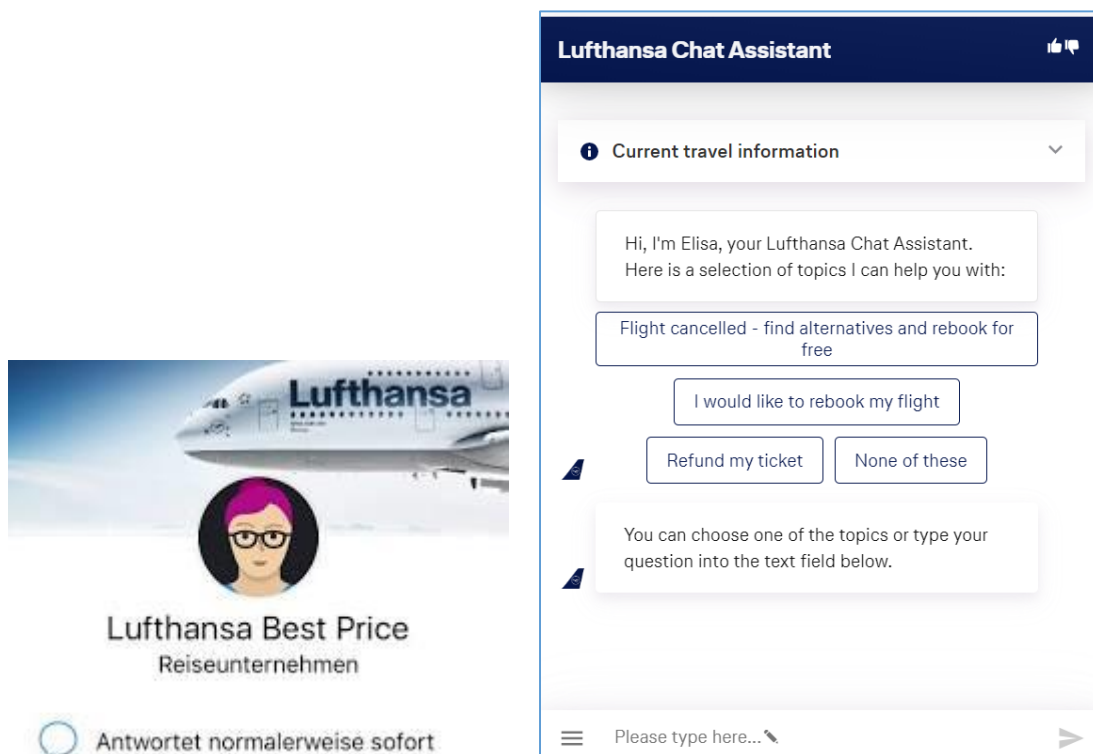 Lufthansa
Lufthansa Best Price
Reiseunternehmen
Antwortet normalerweise sofort
Lufthansa Chat Assistant
Current travel information
Hi, I'm Elisa, your Lufthansa Chat Assistant.
Here is a selection of topics I can help you with:
Flight cancelled - find alternatives and rebook for
free
I would like to rebook my flight
Refund my ticket
None of these
You can choose one of the topics or type your
question into the text field below.
Please type here...